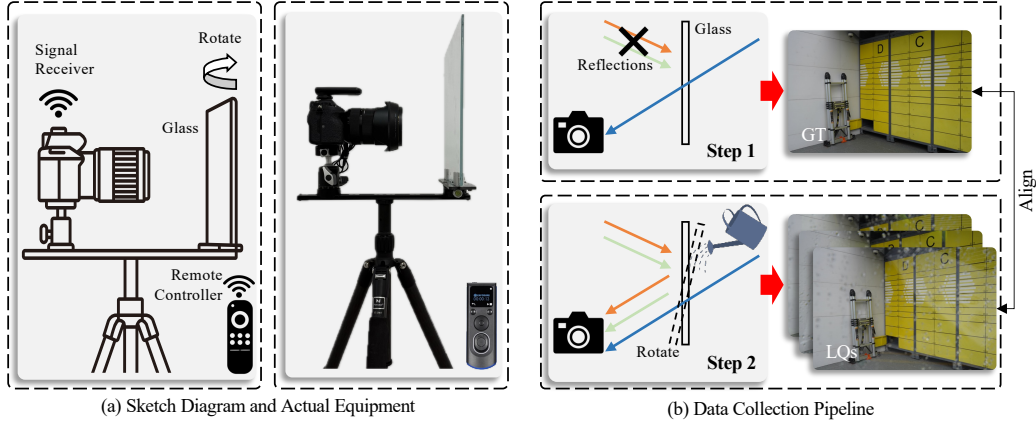 Signal
Receiver
Rotate
Glass
Remote
Controller
(a) Sketch Diagram and Actual Equipment
Glass
Reflections
Step 1
D
C
GT
Align
Rotate
Step 2
C
D
C
LQs
(b) Data Collection Pipeline